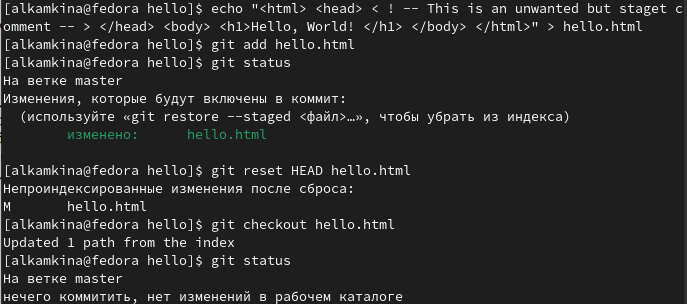 [alkamkina@fedora hello]$ echo "<html> <head> < ! -- This is an unwanted but staget c
omment -- > </head> <body> <h1>Hello, World! </h1> </body> </html>" > hello.html
[alkamkina@fedora hello]$ git add hello.html
[alkamkina@fedora hello]$ git status
На ветке master
Изменения, которые будут включены в коммит:
  (используйте «git restore --staged <файл>…», чтобы убрать из индекса)
        изменено:      hello.html

[alkamkina@fedora hello]$ git reset HEAD hello.html
Непроиндексированные изменения после сброса:
M       hello.html
[alkamkina@fedora hello]$ git checkout hello.html
Updated 1 path from the index
[alkamkina@fedora hello]$ git status
На ветке master
нечего коммитить, нет изменений в рабочем каталоге